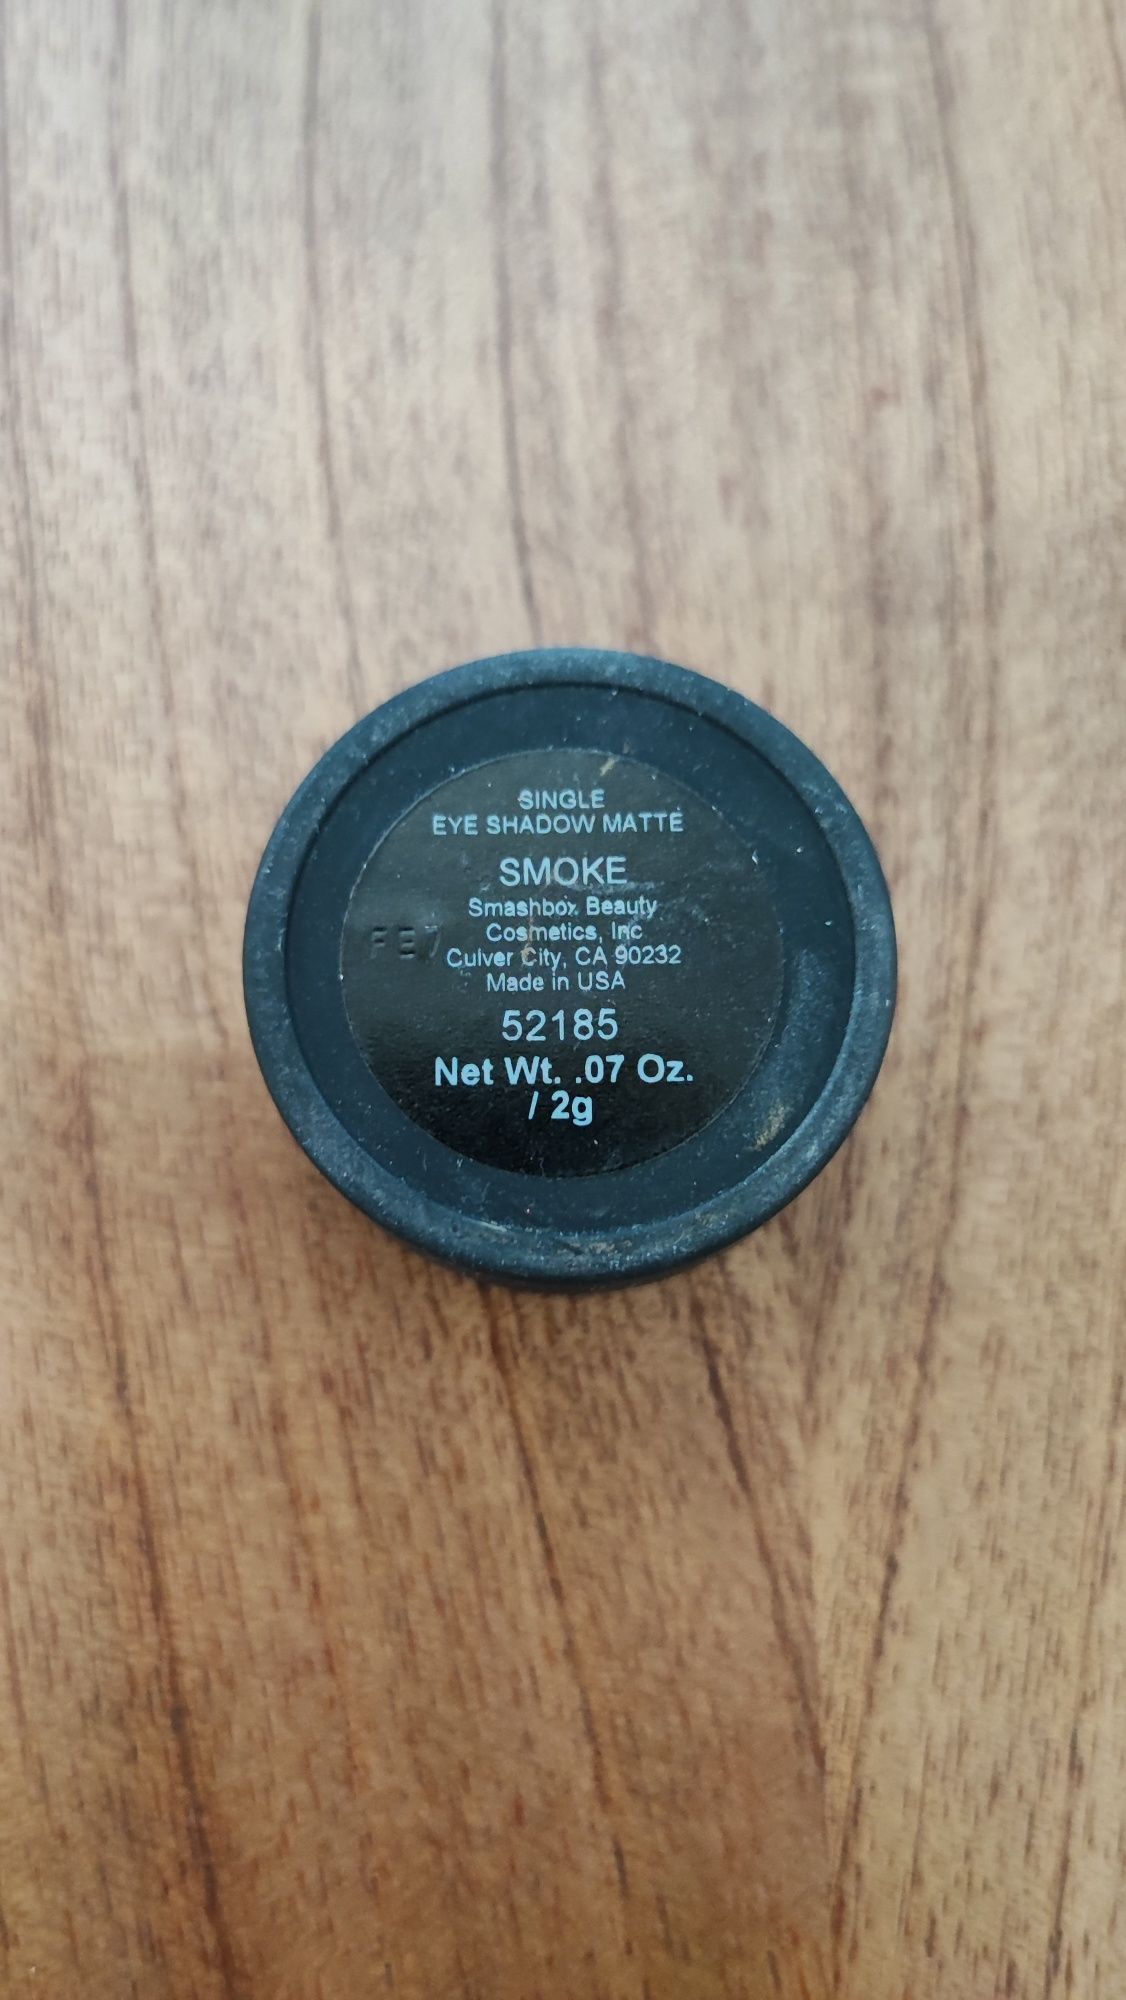 SINGLE
EYE SHADOW MATTE
SMOKE
Smashbox Beauty
Cosmetics, Inc
FE7
Culver City, CA 90232
Made in USA
52185
Net Wt. .07 Oz.
/ 2g